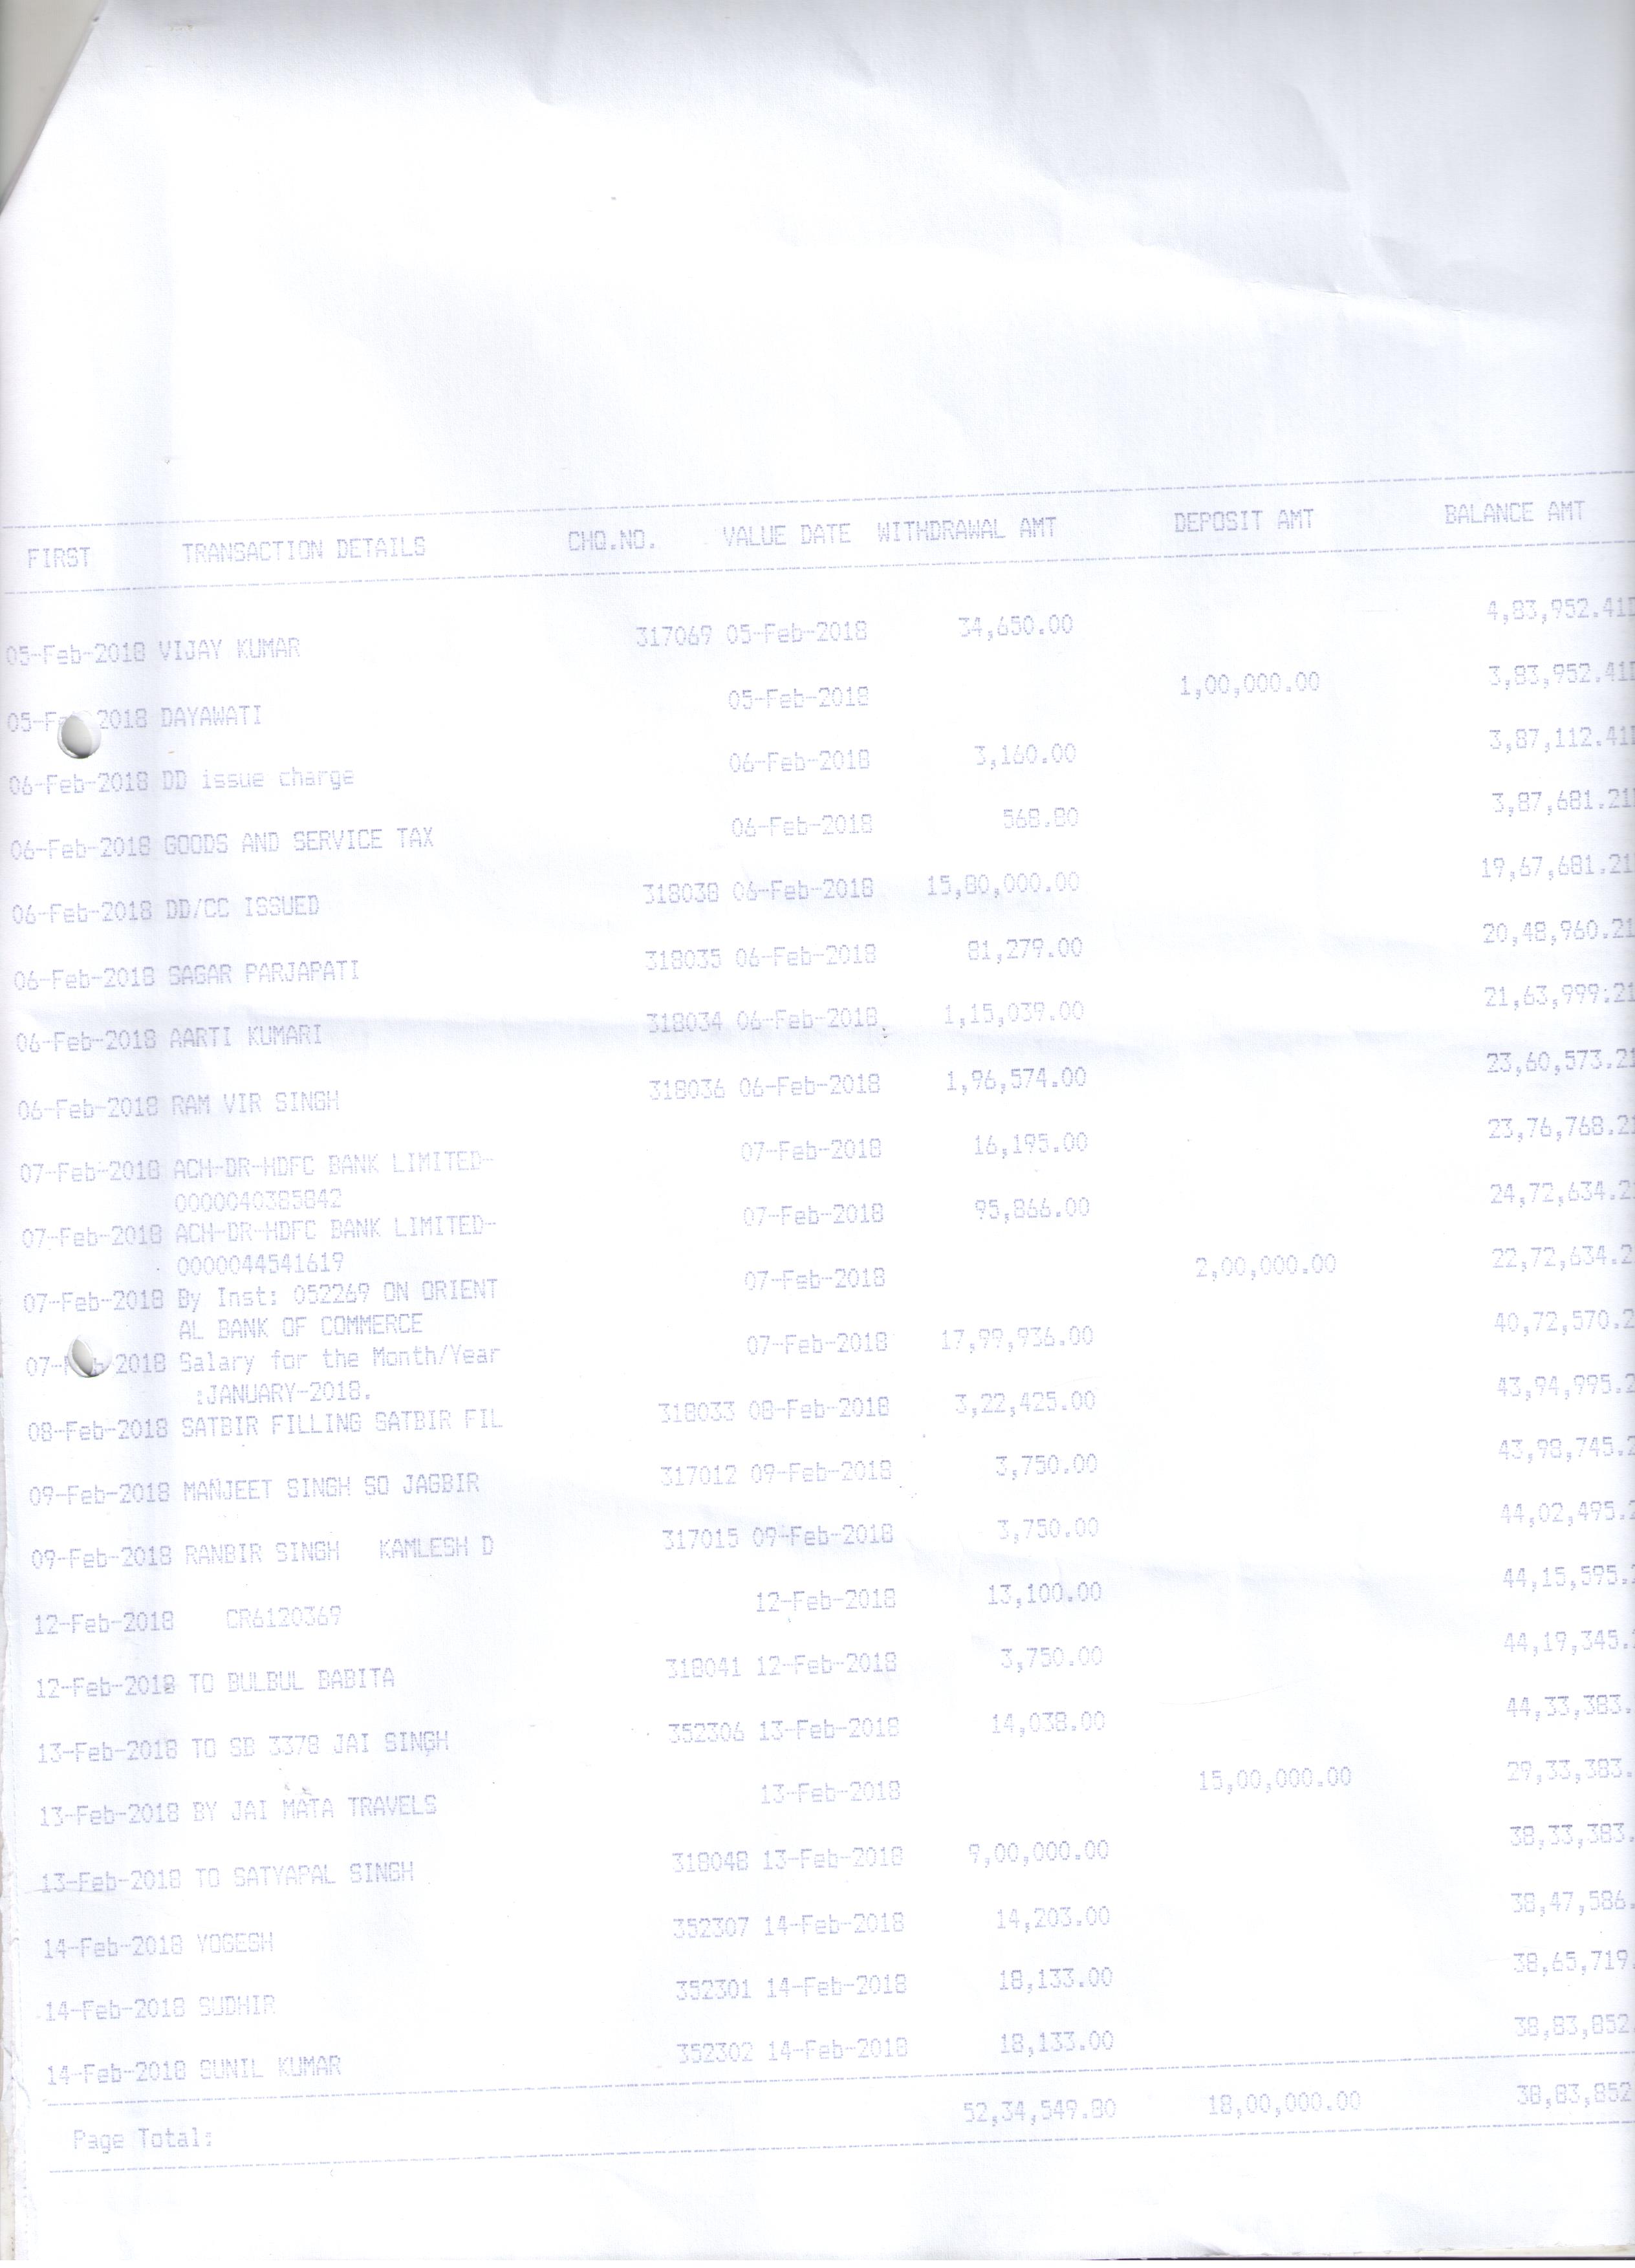 FIRST TRANSACTION DETAILS CHQ.NO. VALUE DATE WITHDRAWAL AMT DEPOSIT AMT BALANCE AMT
05-Feb-2018 VIJAY KUMAR 317069 05-Feb-2018 34,650.00 4,83,952.41D
05-Fe 2018 DAYAWATI 05-Feb-2018 1,00,000.00 3,83,952.41D
06-Feb-2018 DD issue charge 06-Feb-2018 3,160.00 3,87,112.41D
06-Feb-2018 GOODS AND SERVICE TAX 06-Feb-2018 568.80 3,87,681.21
06-Feb-2018 DD/CC ISSUED 318038 06-Feb-2018 15,80,000.00 19,67,681.21
06-Feb-2018 SAGAR PARJAPATI 318035 06-Feb-2018 81,279.00 20,48,960.21
06-Feb-2018 AARTI KUMARI 318034 06-Feb-2018 1,15,039.00 21,63,999.21
06-Feb-2018 RAM VIR SINGH 318036 06-Feb-2018 1,96,574.00 23,60,573.21
07-Feb-2018 ACH-DR-HDFC BANK LIMITED- 07-Feb-2018 16,195.00 23,76,768.21
0000040385842
07-Feb-2018 ACH-DR-HDFC BANK LIMITED- 07-Feb-2018 95,866.00 24,72,634.2
0000044541619
07-Feb-2018 By Inst: 052269 ON ORIENT 07-Feb-2018 2,00,000.00 22,72,634.2
AL BANK OF COMMERCE
07- 2018 Salary for the Month/Year 07-Feb-2018 17,99,936.00 40,72,570.2
:JANUARY-2018.
08-Feb-2018 SATBIR FILLING SATBIR FIL 318033 08-Feb-2018 3,22,425.00 43,94,995.2
09-Feb-2018 MANJEET SINGH SO JAGBIR 317012 09-Feb-2018 3,750.00 43,98,745.2
09-Feb-2018 RANBIR SINGH KAMLESH D 317015 09-Feb-2018 3,750.00 44,02,495.2
12-Feb-2018 CR6120369 12-Feb-2018 13,100.00 44,15,595.2
12-Feb-2018 TO BULBUL BABITA 318041 12-Feb-2018 3,750.00 44,19,345.
13-Feb-2018 TO SB 3378 JAI SINGH 352306 13-Feb-2018 14,038.00 44,33,383.
13-Feb-2018 BY JAI MATA TRAVELS 13-Feb-2018 15,00,000.00 29,33,383.
13-Feb-2018 TO SATYAPAL SINGH 318048 13-Feb-2018 9,00,000.00 38,33,383.
14-Feb-2018 YOGESH 352307 14-Feb-2018 14,203.00 38,47,586.
14-Feb-2018 SUDHIR 352301 14-Feb-2018 18,133.00 38,65,719.
14-Feb-2018 SUNIL KUMAR 352302 14-Feb-2018 18,133.00 38,83,852.
Page Total: 52,34,549.80 18,00,000.00 38,83,852